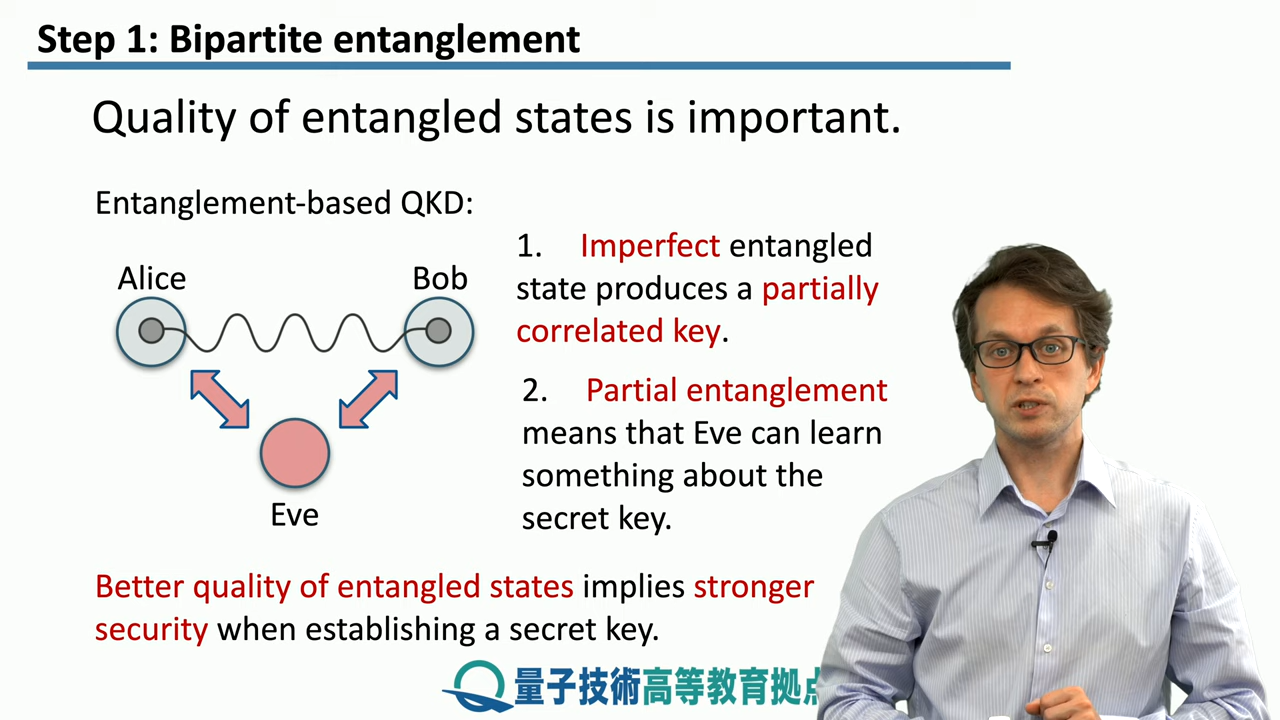 Step 1: Bipartite entanglement
Quality of entangled states is important.
Entanglement-based QKD:
Alice
Bob
Eve
1. Imperfect entangled
state produces a partially
correlated key.
2. Partial entanglement
means that Eve can learn
something about the
secret key.
Better quality of entangled states implies stronger
security when establishing a secret key.
量子技術高等教育拠点